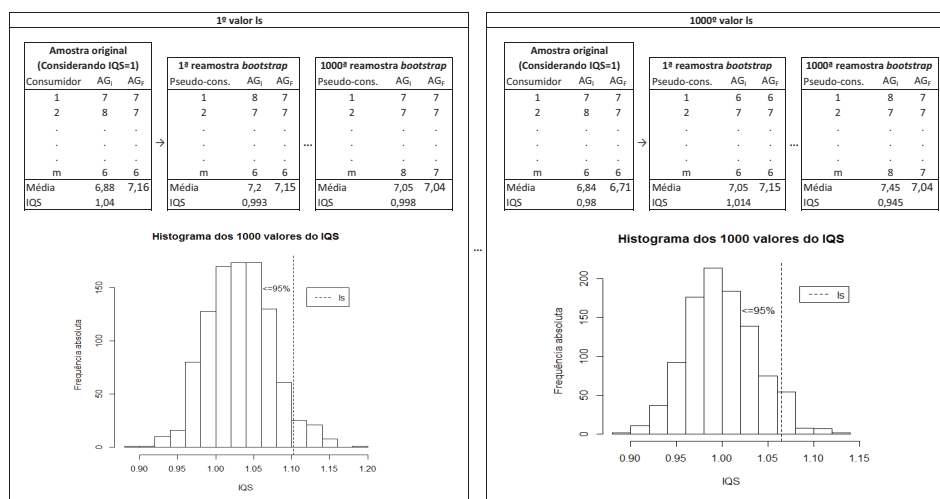 1º valor ls
Amostra original
(Considerando IQS=1)
1ª reamostra bootstrap
1000ª reamostra bootstrap
Consumidor AGI AGF
Pseudo-cons. AGI AGF
Pseudo-cons. AGI AGF
1 7 7
1 8 7
1 7 7
2 8 7
2 7 7
2 7 7
. . .
. . .
. . .
. . .
. . .
. . .
. . .
. . .
. . .
→
...
. . .
. . .
. . .
m 6 6
m 6 6
m 8 7
Média 6,88 7,16
Média 7,2 7,15
Média 7,05 7,04
IQS 1,04
IQS 0,993
IQS 0,998
Histograma dos 1000 valores do IQS
Frequência absoluta
150
100
50
0
<=95%
ls
0.90 0.95 1.00 1.05 1.10 1.15 1.20
IQS
...
1000º valor ls
Amostra original
(Considerando IQS=1)
1ª reamostra bootstrap
1000ª reamostra bootstrap
Consumidor AGI AGF
Pseudo-cons. AGI AGF
Pseudo-cons. AGI AGF
1 7 7
1 6 6
1 8 7
2 8 7
2 7 7
2 7 7
. . .
. . .
. . .
. . .
. . .
. . .
. . .
. . .
. . .
→
...
. . .
. . .
. . .
m 6 6
m 6 6
m 8 7
Média 6,84 6,71
Média 7,05 7,15
Média 7,45 7,04
IQS 0,98
IQS 1,014
IQS 0,945
Histograma dos 1000 valores do IQS
Frequência absoluta
200
150
100
50
0
<=95%
ls
0.90 0.95 1.00 1.05 1.10 1.15
IQS